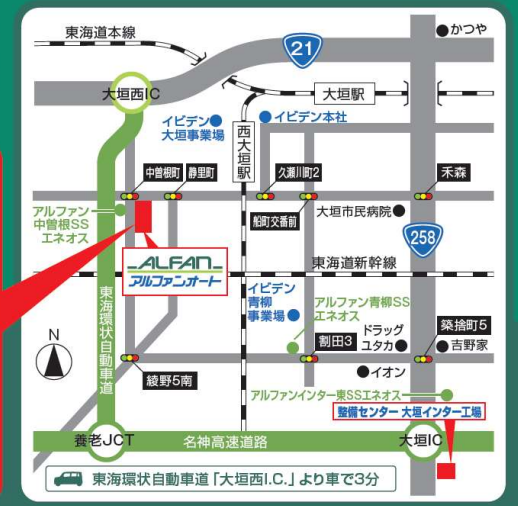 東海道本線
21
かつや
大垣西IC
大垣駅
イビデン
大垣事業場
イビデン本社
西大垣駅
中曽根町
静里町
久瀬川町2
禾森
アルファン
中曽根SS
エネオス
船町交番前
大垣市民病院
258
ALFAN
アルファンオート
東海道新幹線
東海環状自動車道
イビデン
青柳
事業場
アルファン青柳SS
エネオス
N
ドラッグ
ユタカ
築捨町5
割田3
吉野家
綾野5南
イオン
アルファンインター東SSエネオス
整備センター 大垣インター工場
養老JCT
名神高速道路
大垣IC
東海環状自動車道「大垣西I.C.」より車で3分